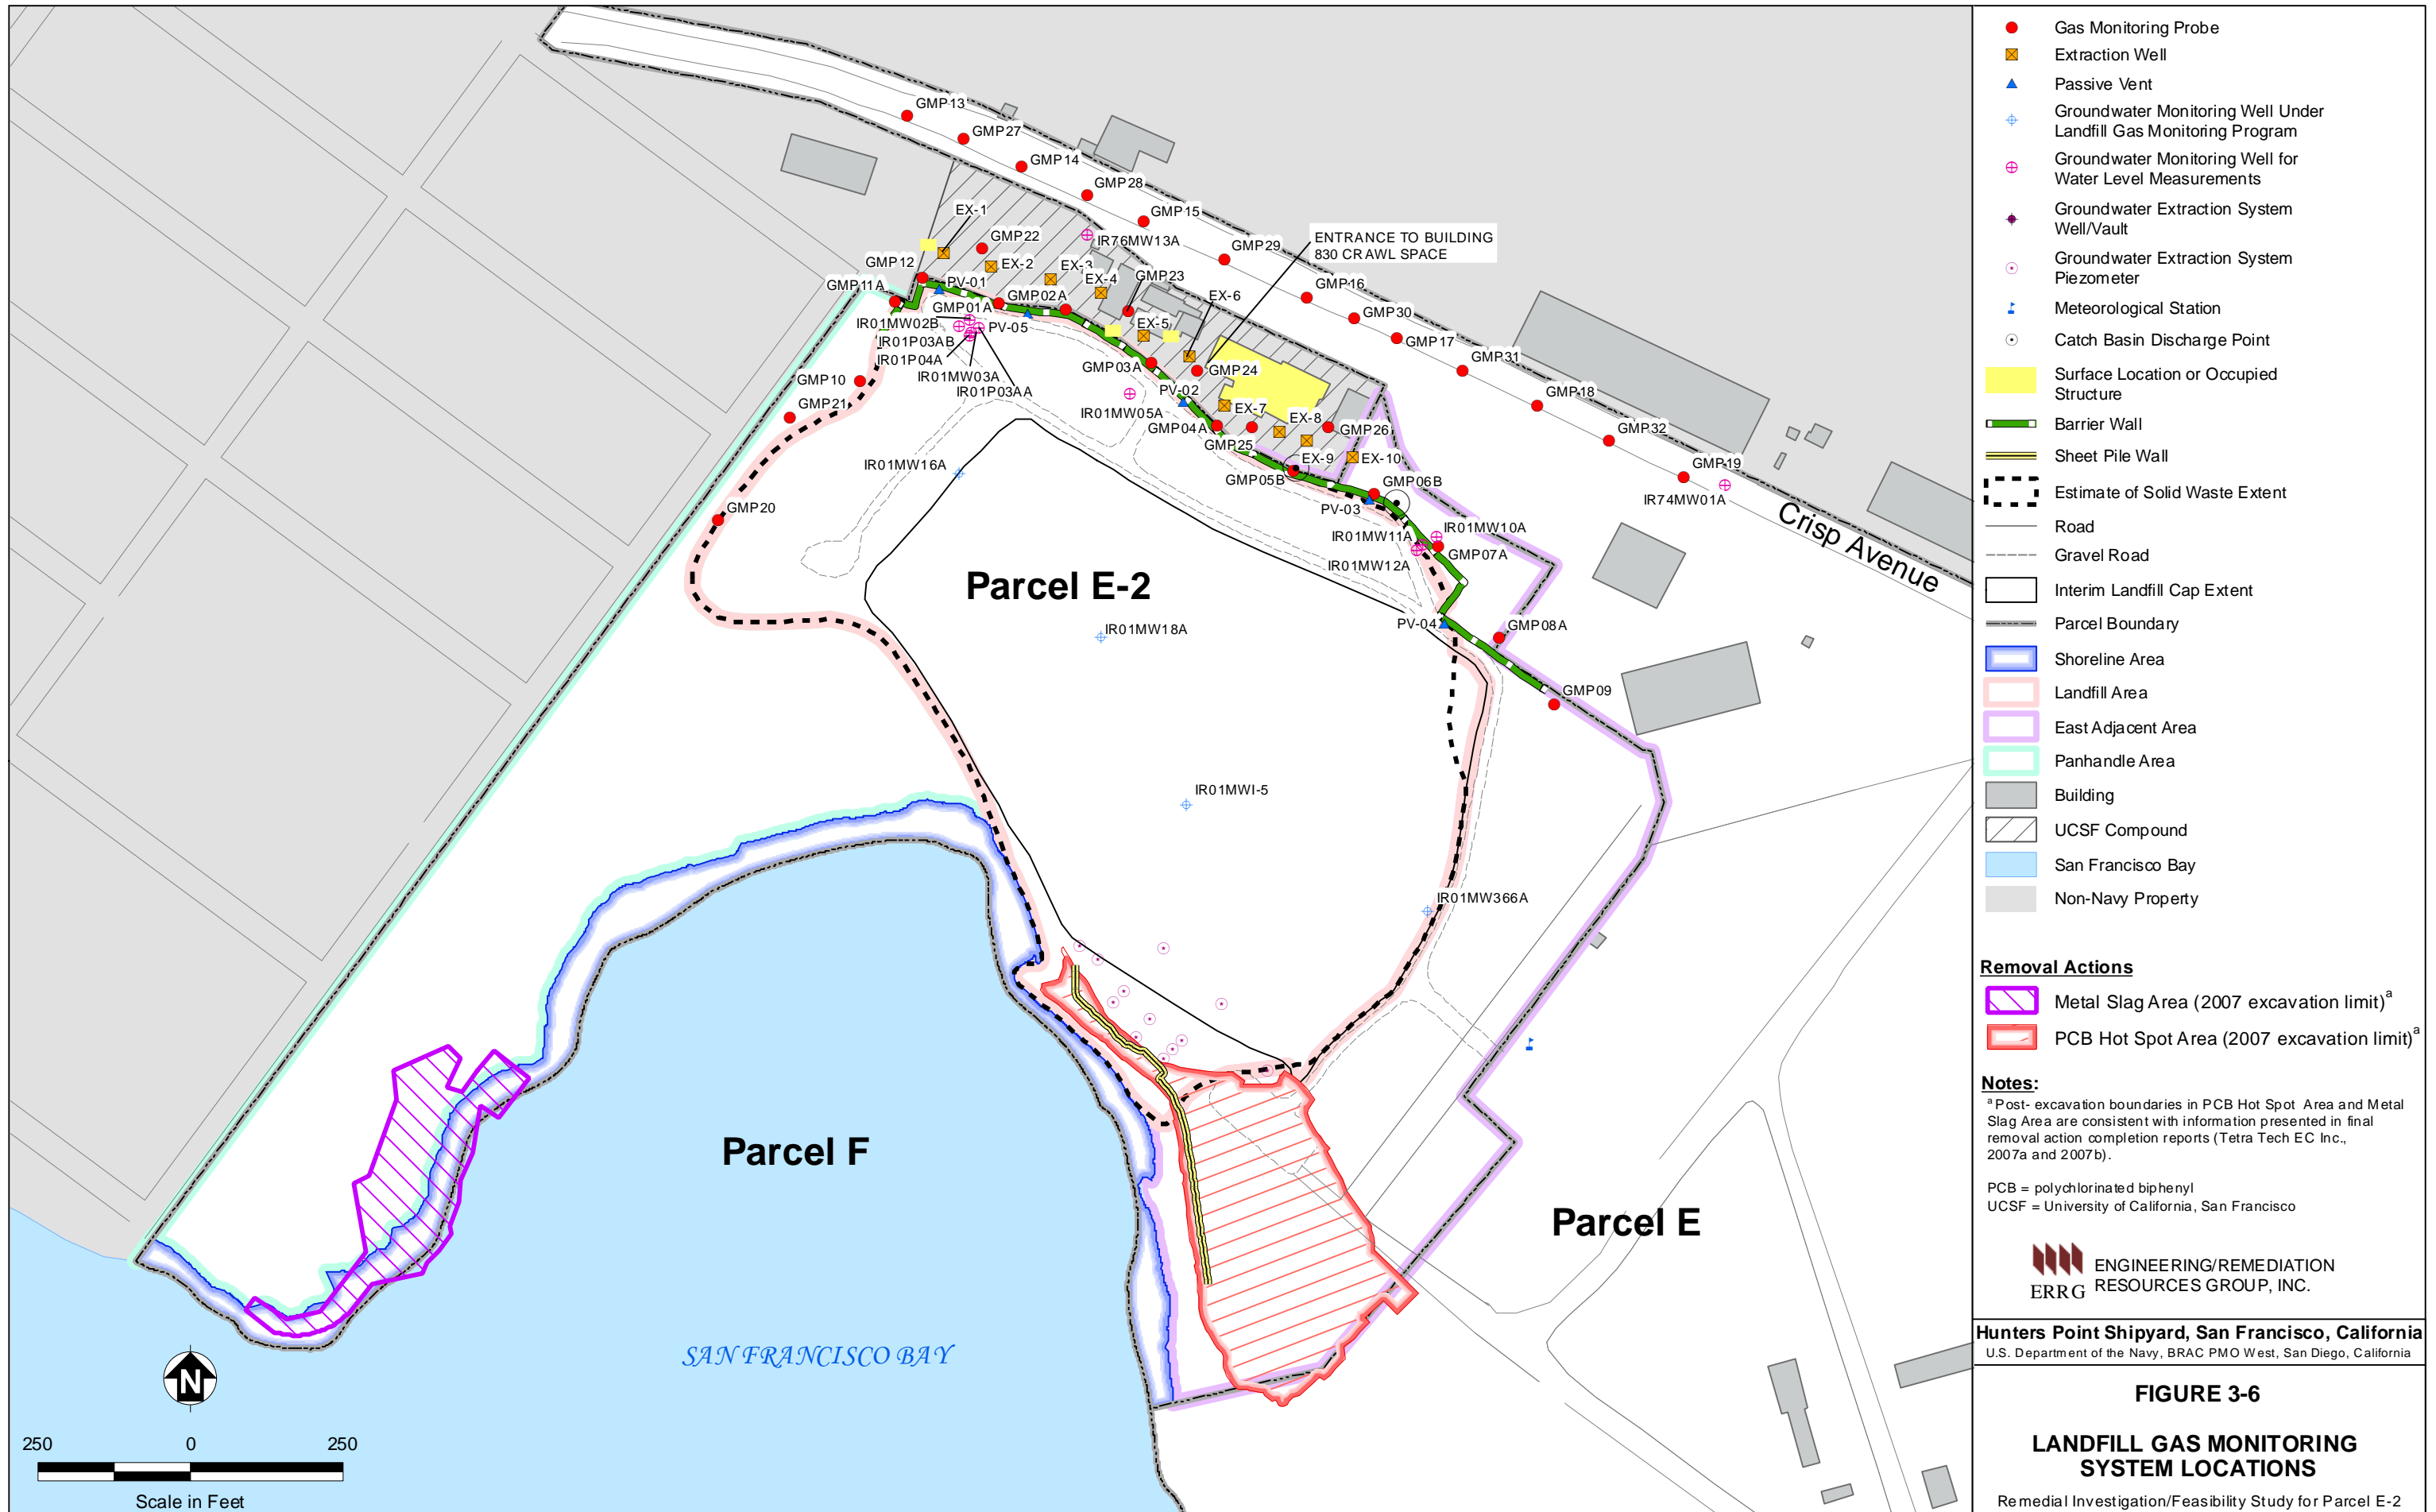 GMP13
GMP27
GMP14
GMP28
GMP15
EX-1
GMP22
IR76MW13A
GMP29
ENTRANCE TO BUILDING
830 CRAWL SPACE
GMP12
EX-2
EX-3
EX-4
GMP23
GMP11A
PV-01
GMP02A
EX-6
GMP16
GMP01A
GMP30
IR01MW02B
PV-05
EX-5
GMP17
IR01P03AB
IR01P04A
GMP03A
GMP24
GMP31
GMP10
IR01MW03A
IR01P03AA
PV-02
GMP21
IR01MW05A
EX-7
EX-8
GMP18
GMP04A
GMP26
GMP25
GMP32
IR01MW16A
EX-9
EX-10
GMP19
GMP05B
GMP06B
IR74MW01A
GMP20
PV-03
IR01MW10A
Crisp Avenue
IR01MW11A
GMP07A
IR01MW12A
Parcel E-2
PV-04
GMP08A
IR01MW18A
GMP09
IR01MWI-5
IR01MW366A
Parcel F
Parcel E
SAN FRANCISCO BAY
N
250 0 250
Scale in Feet
Gas Monitoring Probe
Extraction Well
Passive Vent
Groundwater Monitoring Well Under
Landfill Gas Monitoring Program
Groundwater Monitoring Well for
Water Level Measurements
Groundwater Extraction System
Well/Vault
Groundwater Extraction System
Piezometer
Meteorological Station
Catch Basin Discharge Point
Surface Location or Occupied
Structure
Barrier Wall
Sheet Pile Wall
Estimate of Solid Waste Extent
Road
Gravel Road
Interim Landfill Cap Extent
Parcel Boundary
Shoreline Area
Landfill Area
East Adjacent Area
Panhandle Area
Building
UCSF Compound
San Francisco Bay
Non-Navy Property
Removal Actions
Metal Slag Area (2007 excavation limit)a
PCB Hot Spot Area (2007 excavation limit)a
Notes:
a Post- excavation boundaries in PCB Hot Spot Area and Metal
Slag Area are consistent with information presented in final
removal action completion reports (Tetra Tech EC Inc.,
2007a and 2007b).
PCB = polychlorinated biphenyl
UCSF = University of California, San Francisco
ERRG
ENGINEERING/REMEDIATION
RESOURCES GROUP, INC.
Hunters Point Shipyard, San Francisco, California
U.S. Department of the Navy, BRAC PMO West, San Diego, California
FIGURE 3-6
LANDFILL GAS MONITORING
SYSTEM LOCATIONS
Remedial Investigation/Feasibility Study for Parcel E-2